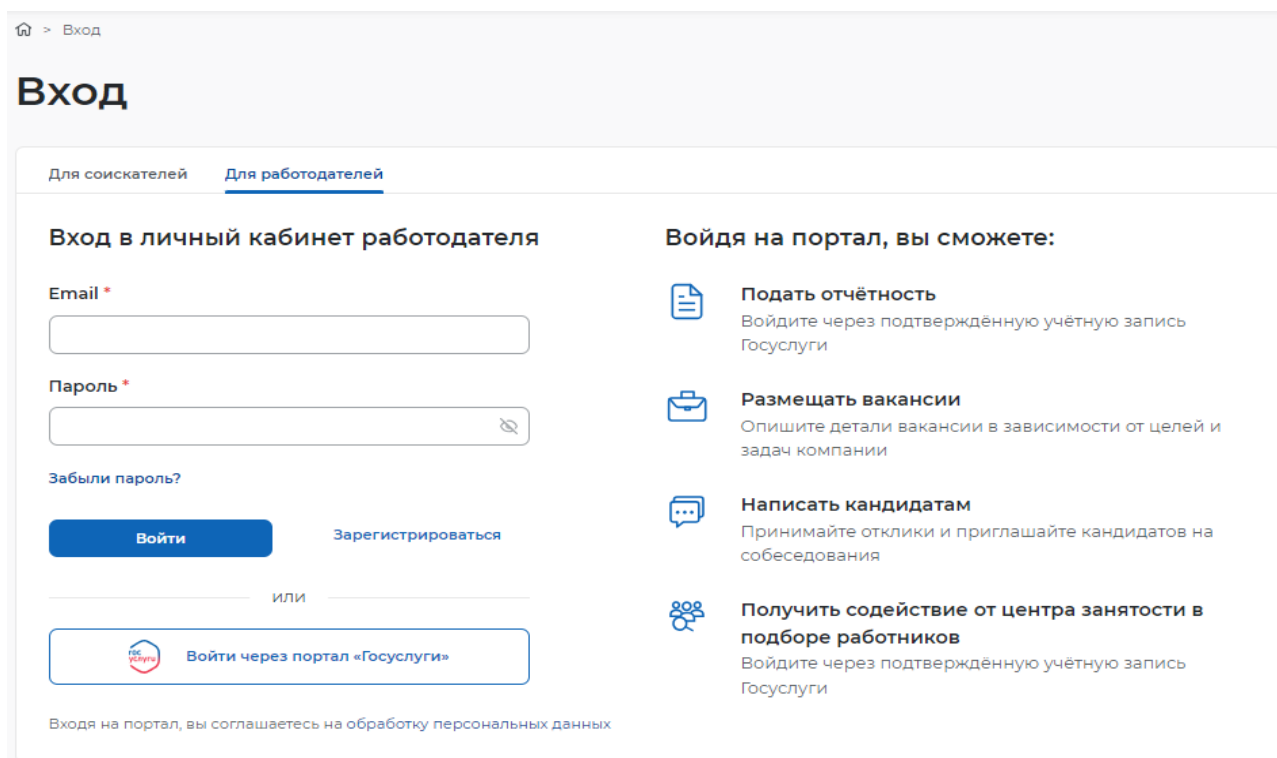 > Вход
Вход
Для соискателей Для работодателей
Вход в личный кабинет работодателя
Email *
Пароль *
Забыли пароль?
Войти Зарегистрироваться
или
гос услуги
Войти через портал «Госуслуги»
Входя на портал, вы соглашаетесь на обработку персональных данных
Войдя на портал, вы сможете:
Подать отчётность
Войдите через подтверждённую учётную запись
Госуслуги
Размещать вакансии
Опишите детали вакансии в зависимости от целей и
задач компании
Написать кандидатам
Принимайте отклики и приглашайте кандидатов на
собеседования
Получить содействие от центра занятости в
подборе работников
Войдите через подтверждённую учётную запись
Госуслуги